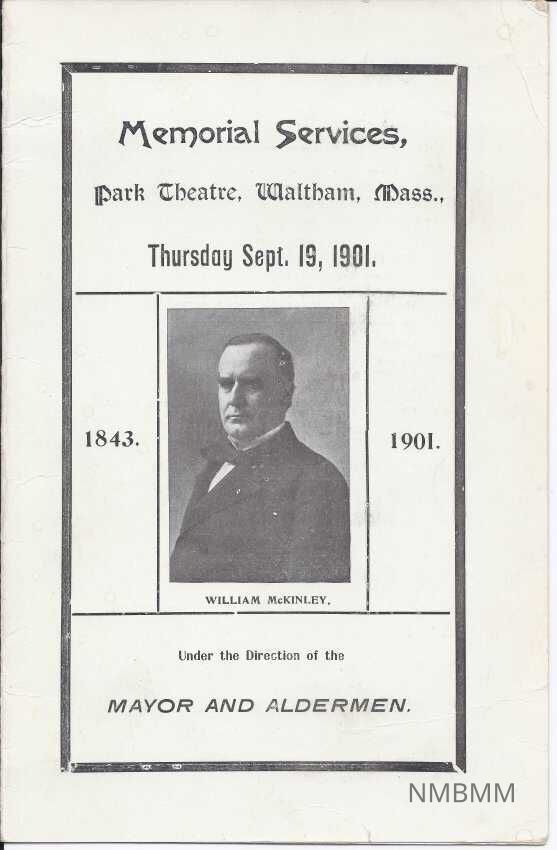 Memorial Services,
Park Theatre, Waltham, Mass.,
Thursday Sept. 19, 1901.
1843.
1901.
WILLIAM McKINLEY.
Under the Direction of the
MAYOR AND ALDERMEN.
NMBMM